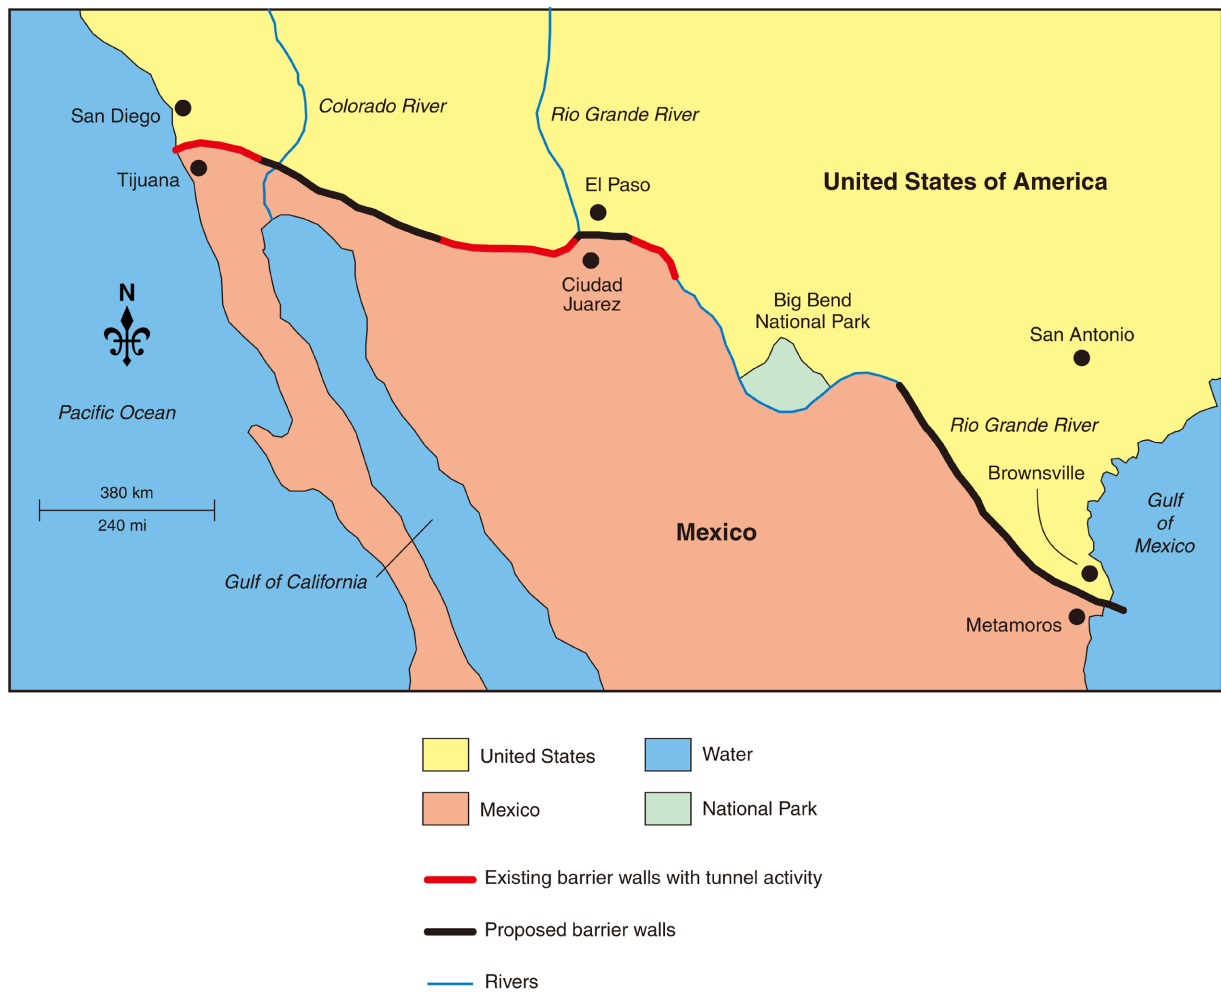 San Diego
Colorado River
Rio Grande River
Tijuana
El Paso
United States of America
Ciudad
Juarez
N
Big Bend
National Park
San Antonio
Pacific Ocean
Rio Grande River
Brownsville
380 km
240 mi
Gulf
of
Mexico
Mexico
Gulf of California
Metamoros
United States
Water
Mexico
National Park
Existing barrier walls with tunnel activity
Proposed barrier walls
Rivers